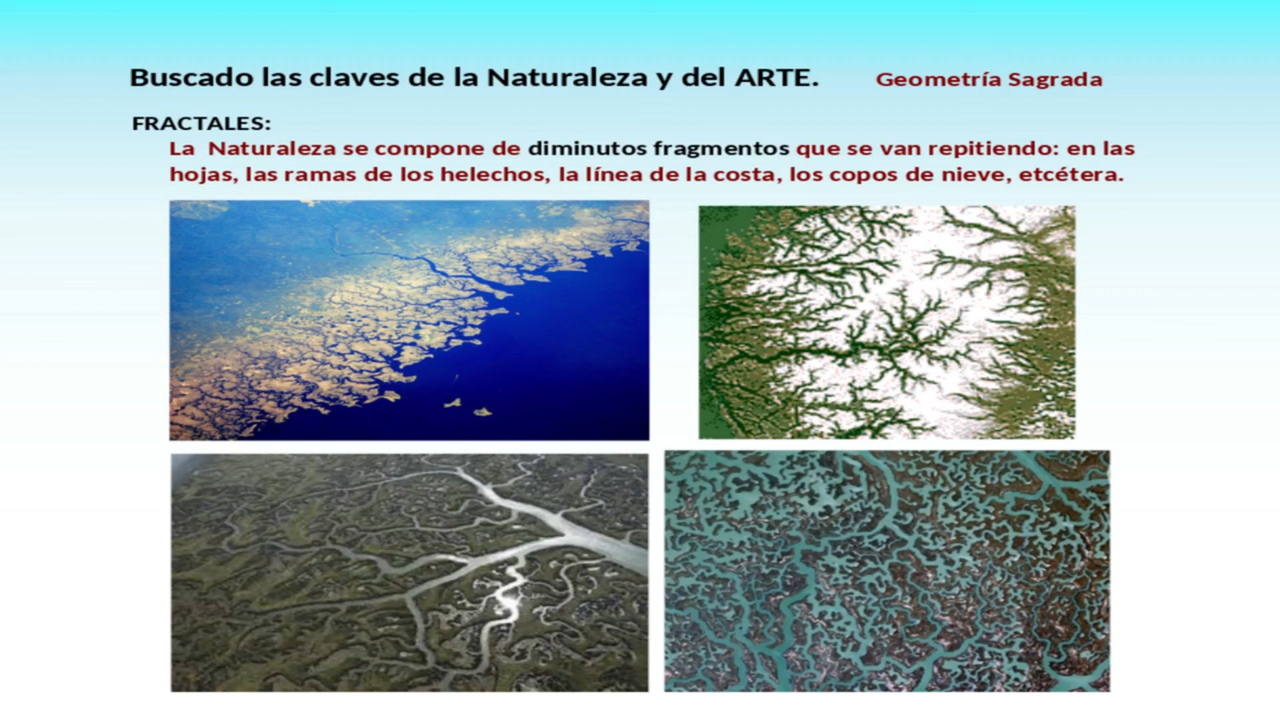 Buscado las claves de la Naturaleza y del ARTE. Geometría Sagrada
FRACTALES:
La Naturaleza se compone de diminutos fragmentos que se van repitiendo: en las
hojas, las ramas de los helechos, la línea de la costa, los copos de nieve, etcétera.